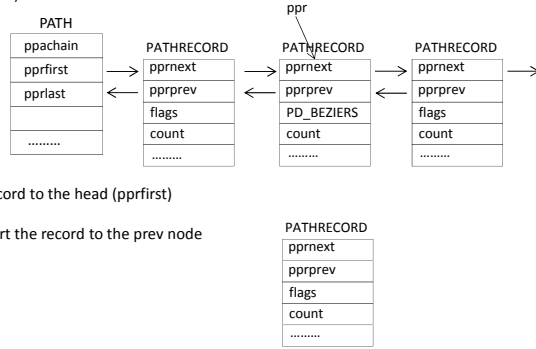 ppr
PATH
ppachain
pprfirst
pprlast
………
PATHRECORD
pprnext
pprprev
flags
count
………
PATHRECORD
pprnext
pprprev
PD_BEZIERS
count
………
PATHRECORD
pprnext
pprprev
flags
count
………
cord to the head (pprfirst)
rt the record to the prev node
PATHRECORD
pprnext
pprprev
flags
count
………